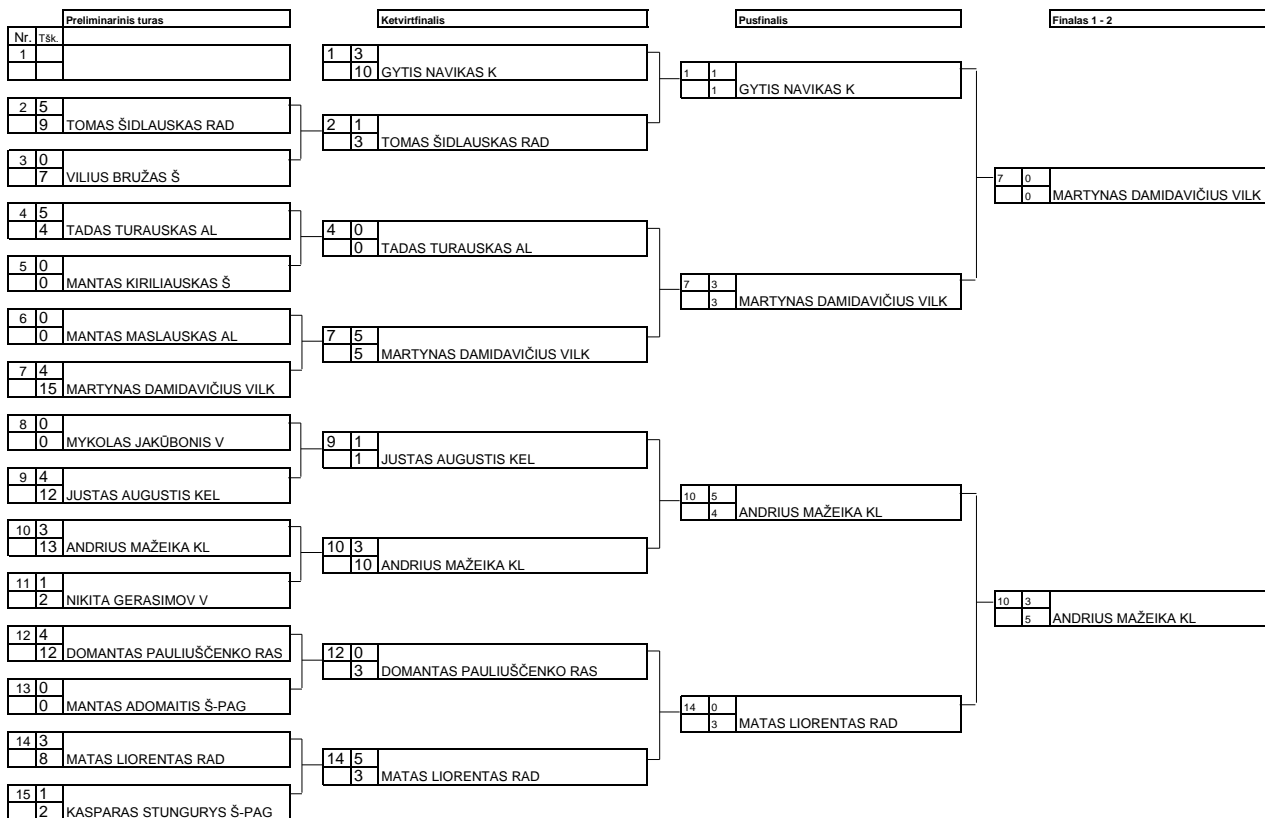 Preliminarinis turas
Ketvirtfinalis
Pusfinalis
Finalas 1 - 2
Nr. Tšk.
1
1 3
10 GYTIS NAVIKAS K
1 1
1 GYTIS NAVIKAS K
2 5
9 TOMAS ŠIDLAUSKAS RAD
2 1
3 TOMAS ŠIDLAUSKAS RAD
3 0
7 VILIUS BRUŽAS Š
7 0
0 MARTYNAS DAMIDAVIČIUS VILK
4 5
4 TADAS TURAUSKAS AL
4 0
0 TADAS TURAUSKAS AL
5 0
0 MANTAS KIRILIAUSKAS Š
7 3
3 MARTYNAS DAMIDAVIČIUS VILK
6 0
0 MANTAS MASLAUSKAS AL
7 5
5 MARTYNAS DAMIDAVIČIUS VILK
7 4
15 MARTYNAS DAMIDAVIČIUS VILK
8 0
0 MYKOLAS JAKŪBONIS V
9 1
1 JUSTAS AUGUSTIS KEL
9 4
12 JUSTAS AUGUSTIS KEL
10 5
4 ANDRIUS MAŽEIKA KL
10 3
13 ANDRIUS MAŽEIKA KL
10 3
10 ANDRIUS MAŽEIKA KL
11 1
2 NIKITA GERASIMOV V
10 3
5 ANDRIUS MAŽEIKA KL
12 4
12 DOMANTAS PAULIUŠČENKO RAS
12 0
3 DOMANTAS PAULIUŠČENKO RAS
13 0
0 MANTAS ADOMAITIS Š-PAG
14 0
3 MATAS LIORENTAS RAD
14 3
8 MATAS LIORENTAS RAD
14 5
3 MATAS LIORENTAS RAD
15 1
2 KASPARAS STUNGURYS Š-PAG